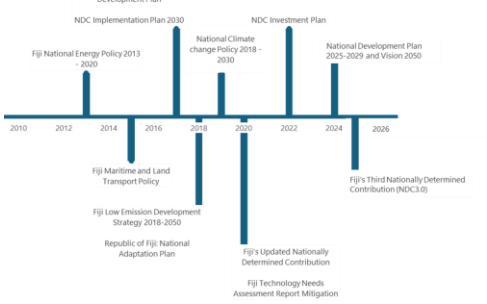 Development Plan
NDC Implementation Plan 2030
Fiji National Energy Policy 2013
- 2020
National Climate
change Policy 2018 -
2030
NDC Investment Plan
National Development Plan
2025-2029 and Vision 2050
2010 2012 2014 2016 2018 2020 2022 2024 2026
Fiji Maritime and Land
Transport Policy
Fiji Low Emission Development
Strategy 2018-2050
Republic of Fiji: National
Adaptation Plan
Fiji's Updated Nationally
Determined Contribution
Fiji Technology Needs
Assessment Report Mitigation
Fiji's Third Nationally Determined
Contribution (NDC3.0)